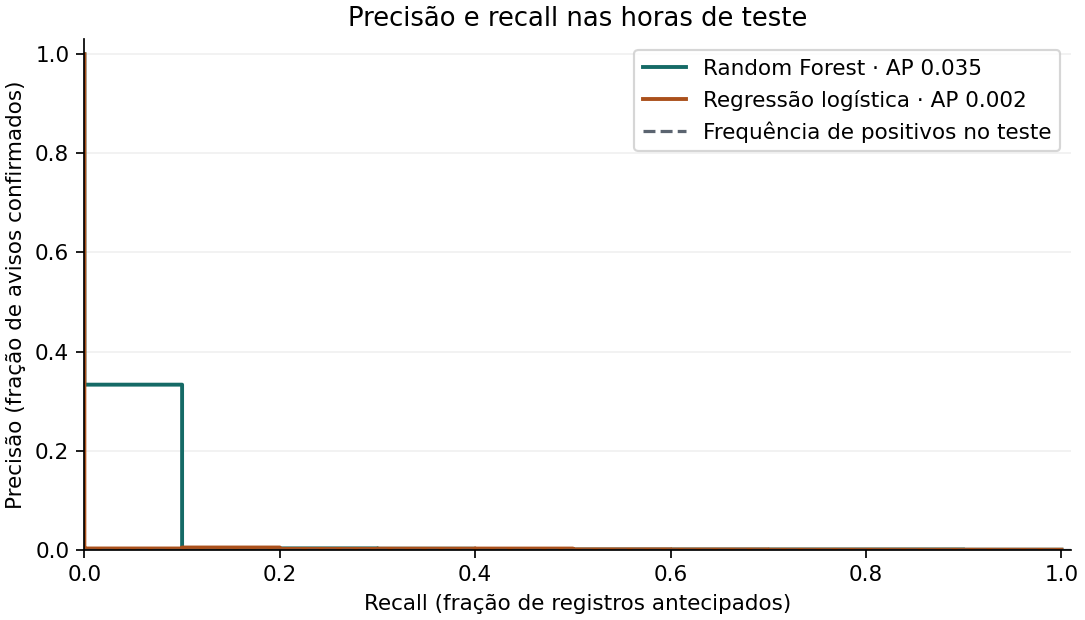 Precisão e recall nas horas de teste
Precisão (fração de avisos confirmados)
1.0
0.8
0.6
0.4
0.2
0.0
Random Forest · AP 0.035
Regressão logística · AP 0.002
Frequência de positivos no teste
0.0 0.2 0.4 0.6 0.8 1.0
Recall (fração de registros antecipados)